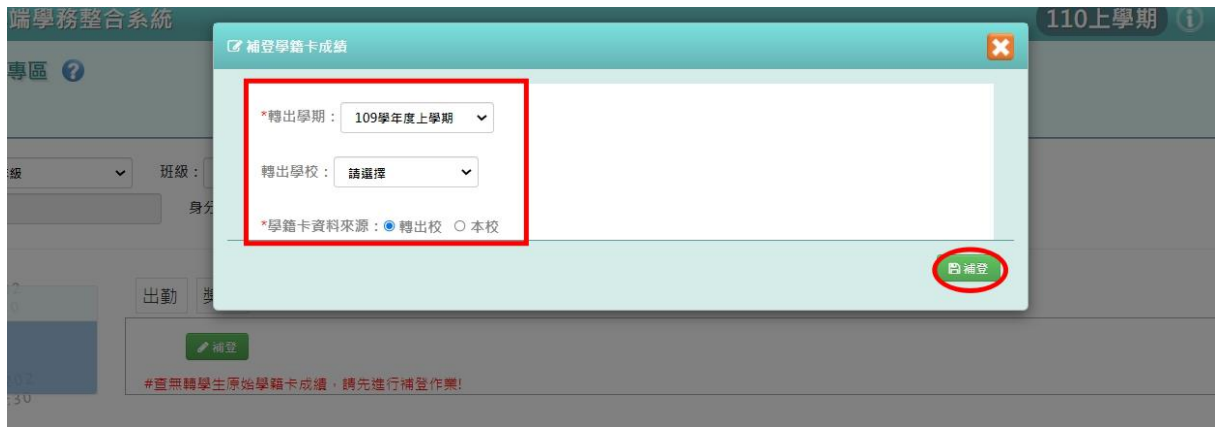 端學務整合系統
110上學期
補登學籍卡成績
專區
*轉出學期： 109學年度上學期
轉出學校： 請選擇
級 班級：
身分
*學籍卡資料來源： 轉出校 本校
補登
出勤
補登
#查無轉學生原始學籍卡成績，請先進行補登作業!
:30